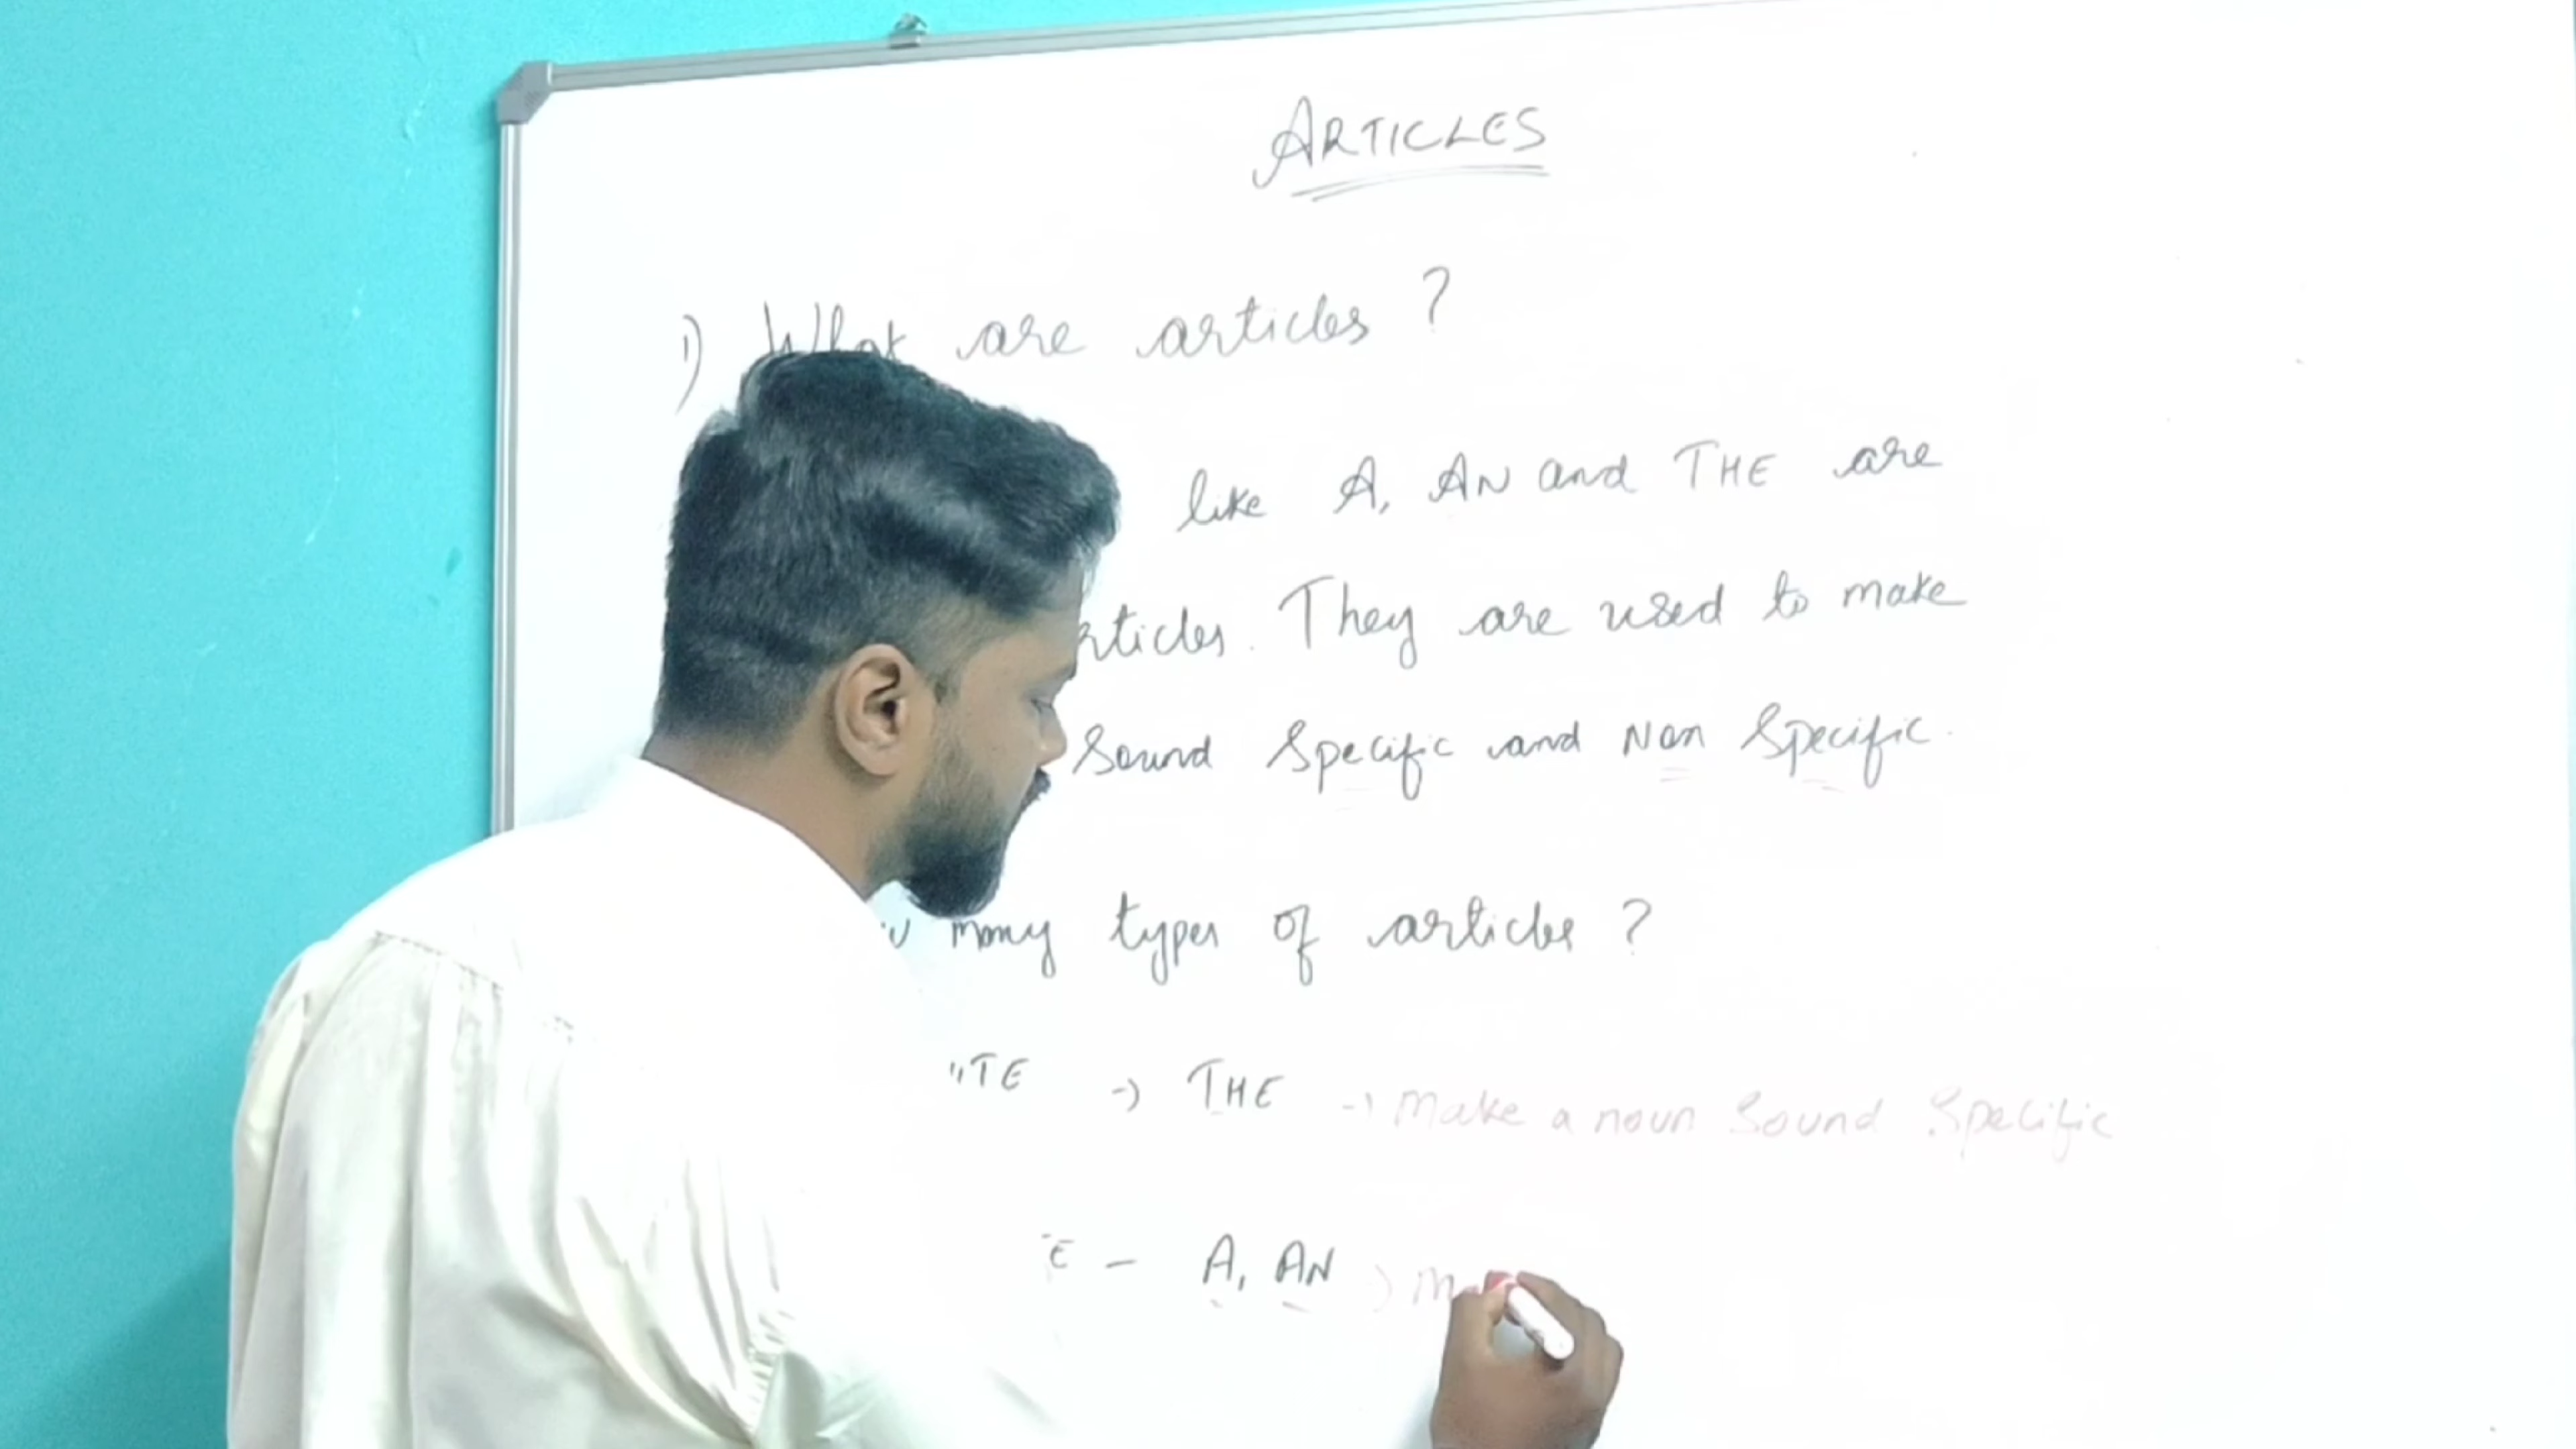 ARTICLES
1) What are articles ?
like A, AN and THE are
rticles. They are used to make
Sound Specific and Non Specific.
many types of articles ?
TE → THE → Make a noun Sound Specific
E - A, AN